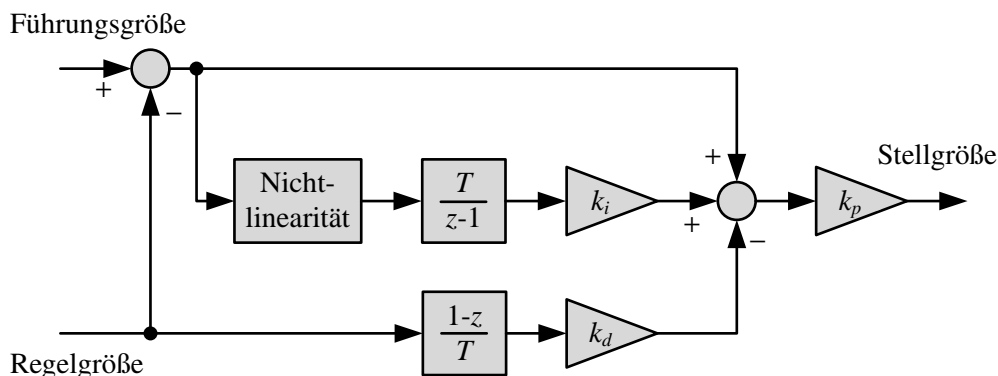 Führungsgröße
+
−
Nicht-
linearität
T
z-1
k_i
+
+
−
k_p
Stellgröße
1-z
T
k_d
Regelgröße